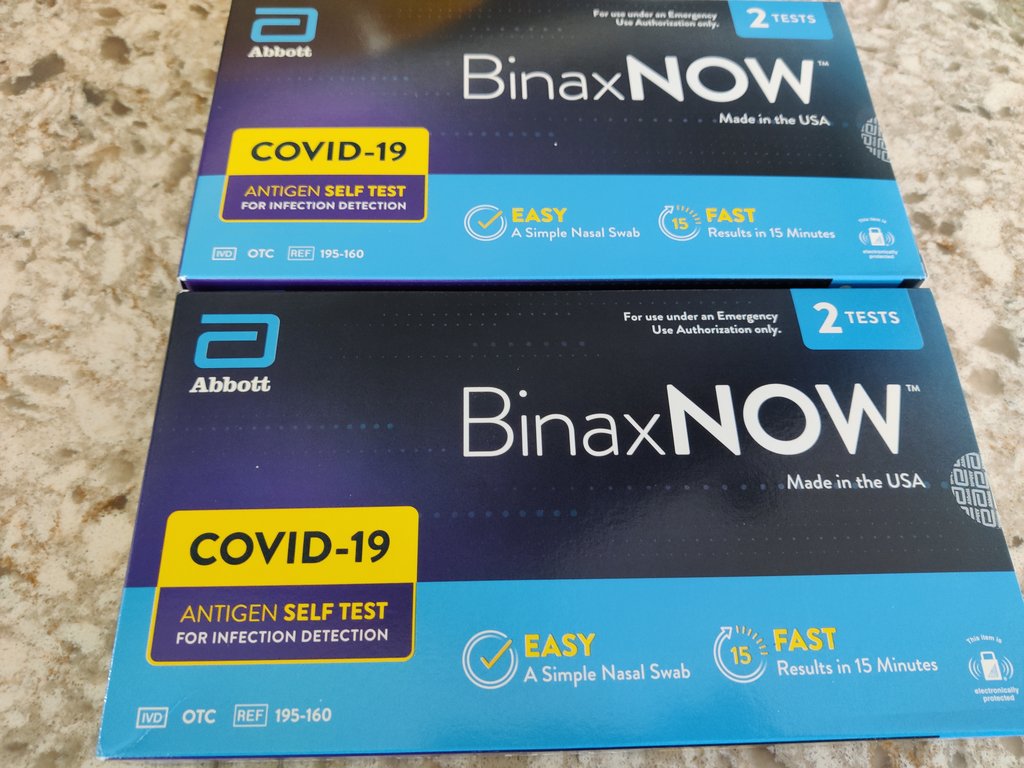 Abbott
For use under an Emergency
Use Authorization only.
2 TESTS
BinaxNOW™
Made in the USA
COVID-19
ANTIGEN SELF TEST
FOR INFECTION DETECTION
EASY
A Simple Nasal Swab
15
FAST
Results in 15 Minutes
This item is
electronically
protected
IVD OTC REF 195-160
Abbott
For use under an Emergency
Use Authorization only.
2 TESTS
BinaxNOW™
Made in the USA
COVID-19
ANTIGEN SELF TEST
FOR INFECTION DETECTION
EASY
A Simple Nasal Swab
15
FAST
Results in 15 Minutes
This item is
electronically
protected
IVD OTC REF 195-160